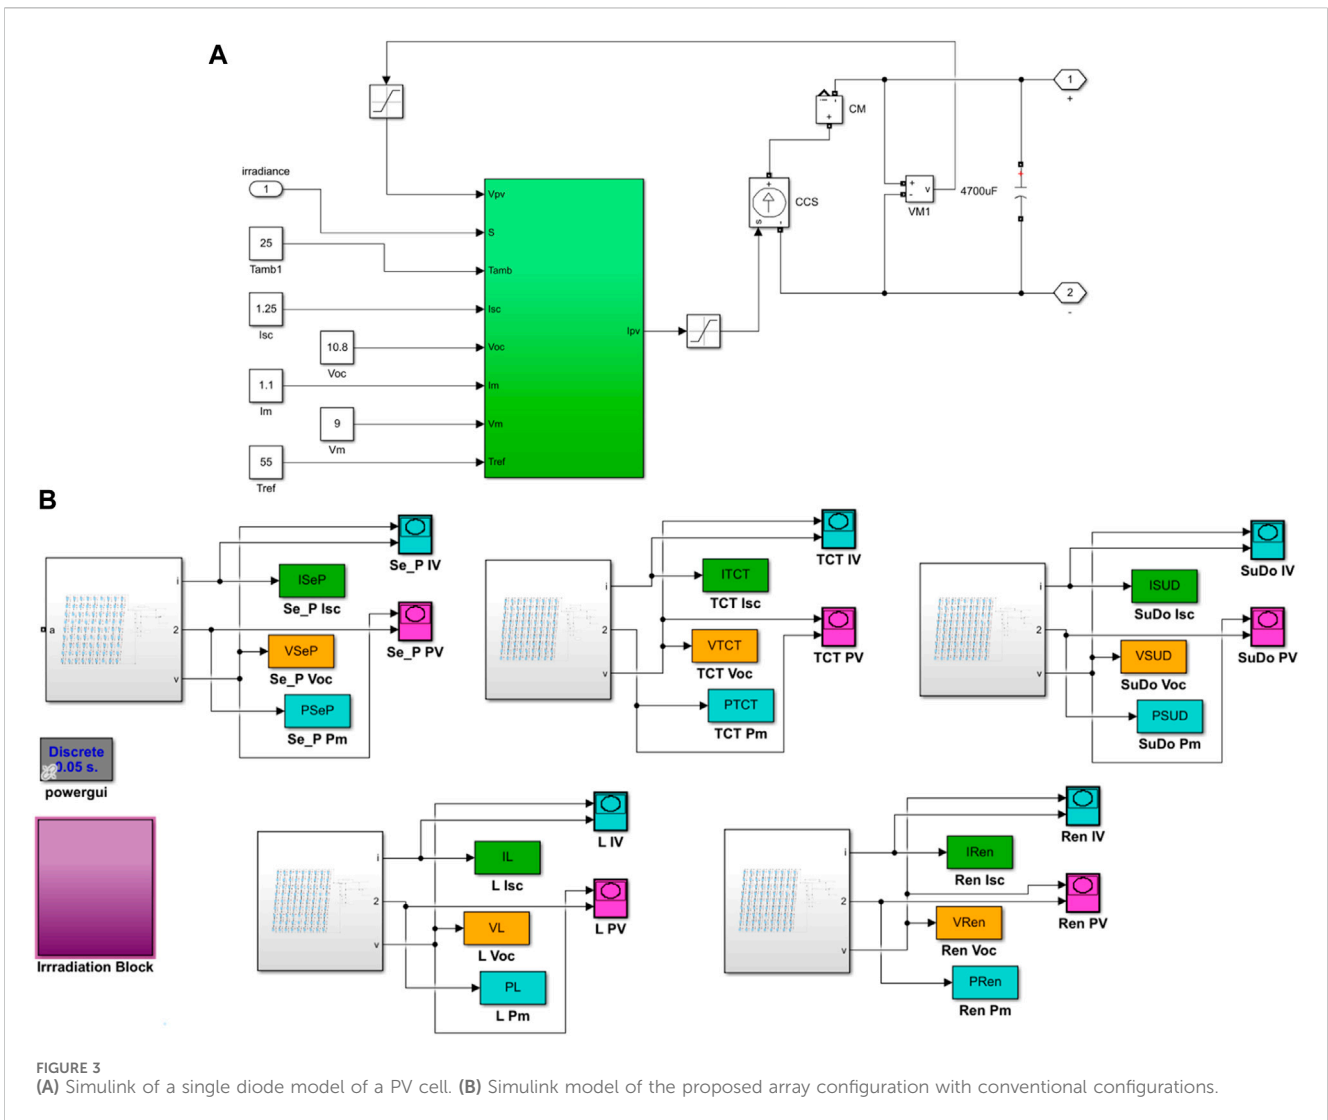 A
irradiance
1
25
Tamb1
1.25
Isc
10.8
Voc
1.1
Im
9
Vm
55
Tref
Vpv
S
Tamb
Isc
Voc
Im
Vm
Tref
Ipv
CM
CCS
S
v
VM1
4700uF
1
+
2
-
B
a
i
2
v
ISeP
Se_P Isc
VSeP
Se_P Voc
PSeP
Se_P Pm
Se_P IV
Se_P PV
i
2
v
ITCT
TCT Isc
VTCT
TCT Voc
PTCT
TCT Pm
TCT IV
TCT PV
i
2
v
ISUD
SuDo Isc
VSUD
SuDo Voc
PSUD
SuDo Pm
SuDo IV
SuDo PV
Discrete
0.05 s.
powergui
Irrradiation Block
i
2
v
IL
L Isc
VL
L Voc
PL
L Pm
L IV
L PV
i
2
v
IRen
Ren Isc
VRen
Ren Voc
PRen
Ren Pm
Ren IV
Ren PV
FIGURE 3
(A) Simulink of a single diode model of a PV cell. (B) Simulink model of the proposed array configuration with conventional configurations.